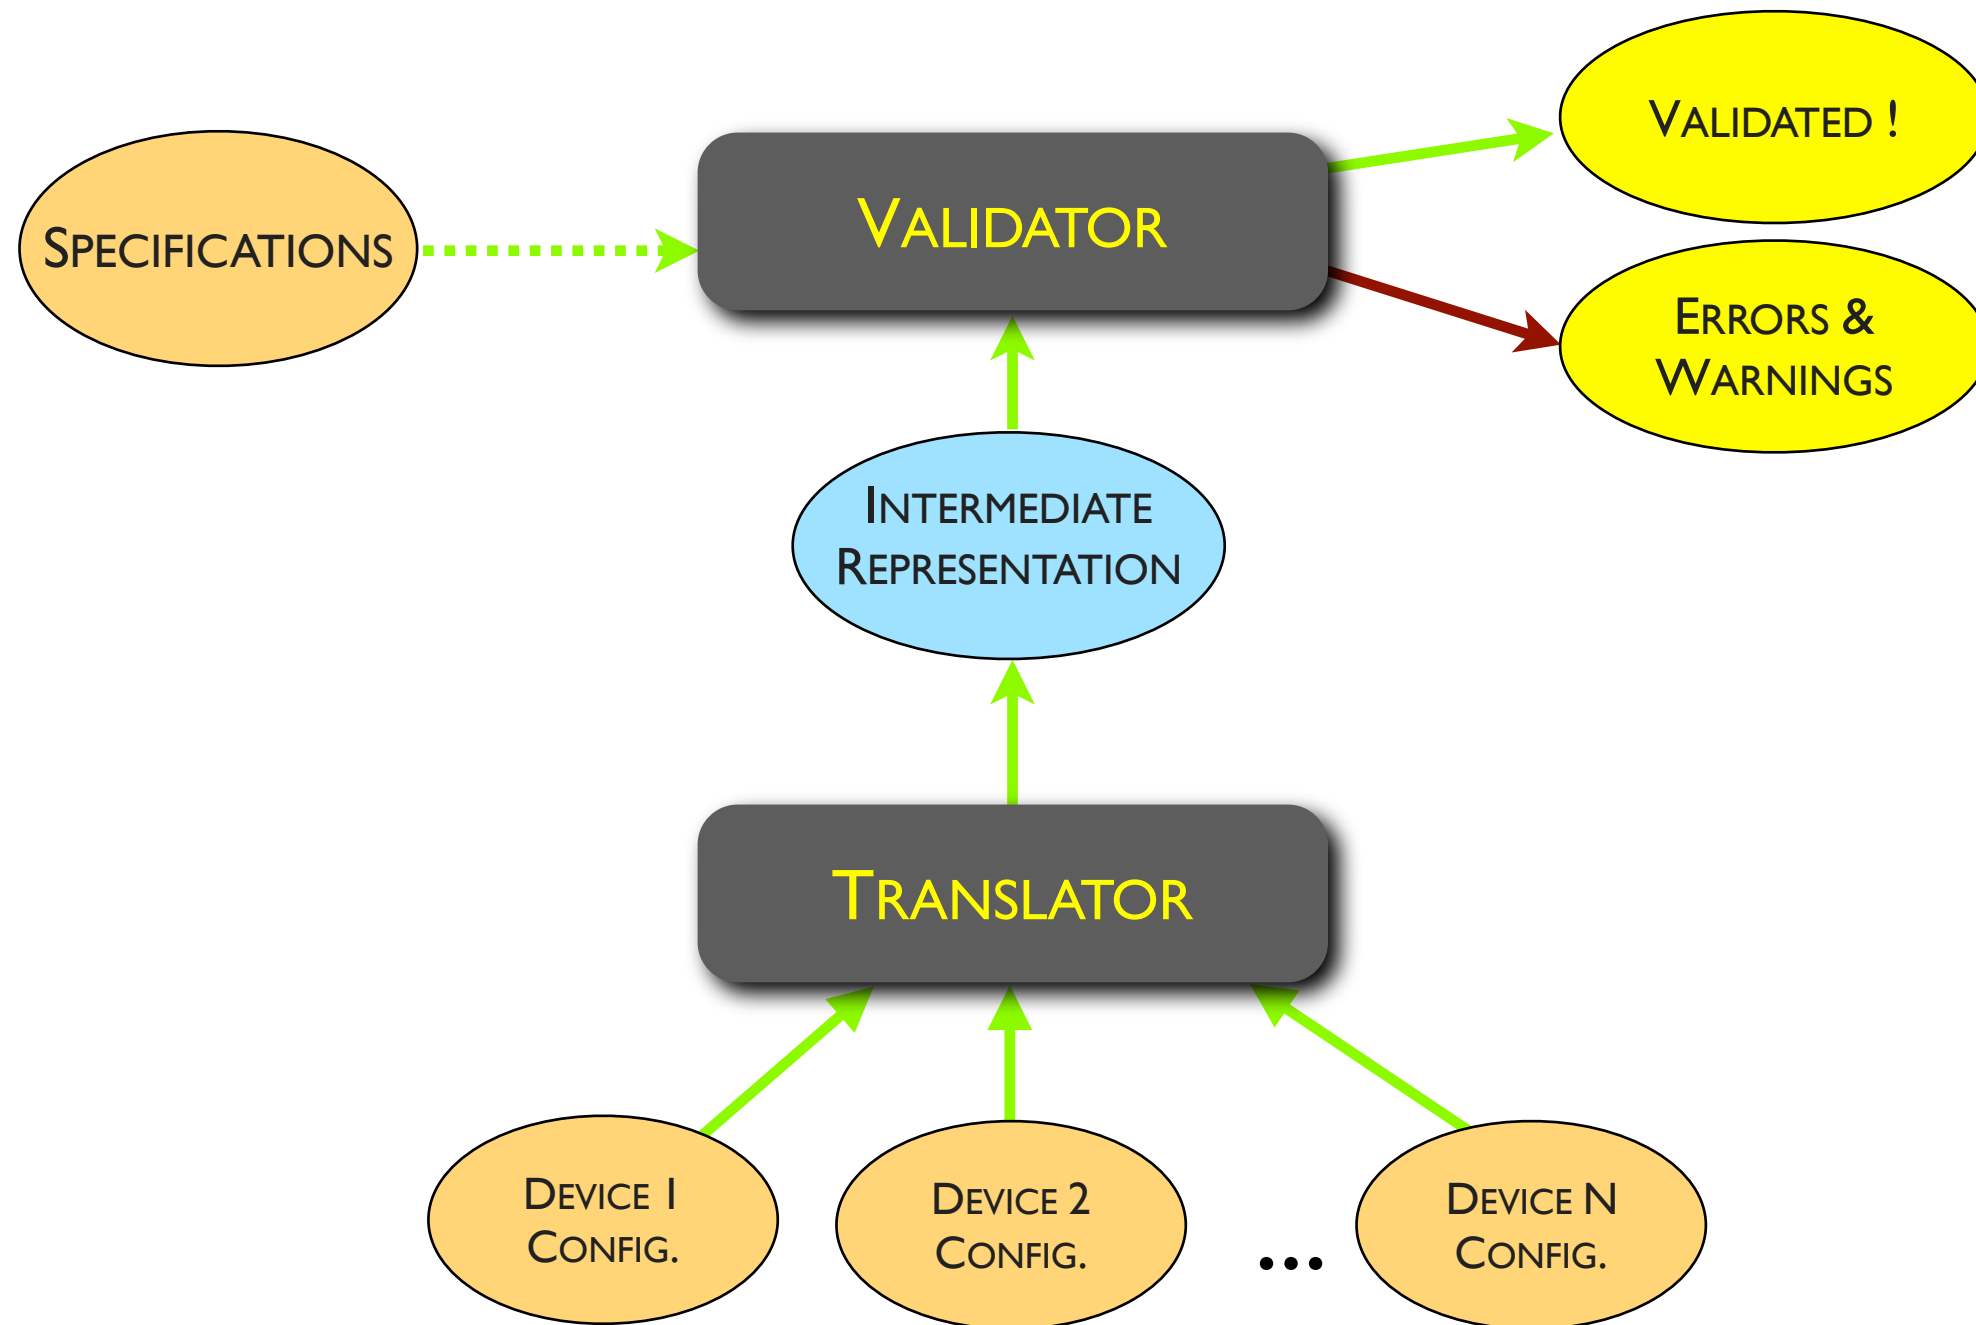 VALIDATED !
SPECIFICATIONS
VALIDATOR
ERRORS &
WARNINGS
INTERMEDIATE
REPRESENTATION
TRANSLATOR
DEVICE 1
CONFIG.
DEVICE 2
CONFIG.
...
DEVICE N
CONFIG.